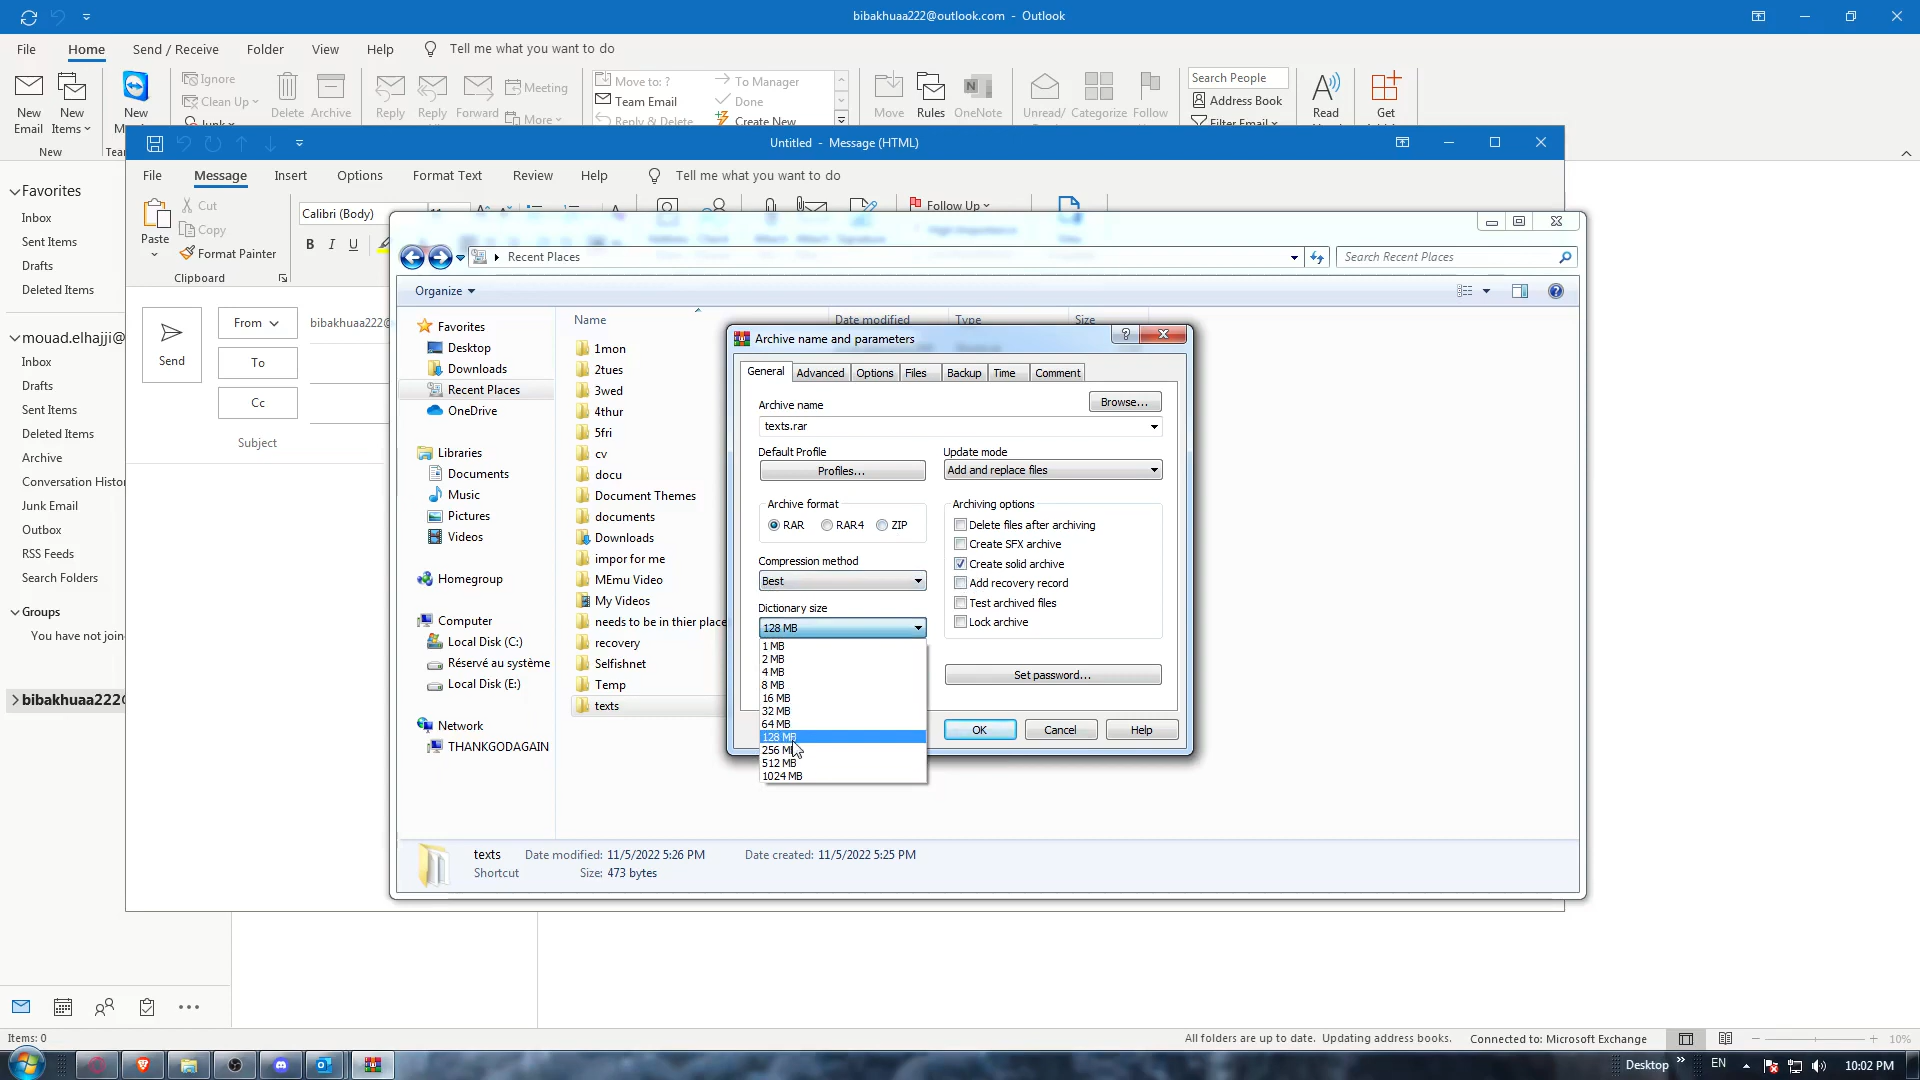 bibakhuaa222@outlook.com - Outlook
File Home Send / Receive Folder View Help Tell me what you want to do
New Email
New Items
New
Ignore
Clean Up
Delete
Archive
Reply
Reply
Forward
Meeting
More
Move to: ?
Team Email
Reply & Delete
To Manager
Done
Create New
Move
Rules
OneNote
Unread/
Categorize
Follow
Search People
Address Book
Filter Email
Read
Get
New
Untitled - Message (HTML)
File Message Insert Options Format Text Review Help Tell me what you want to do
Paste
Cut
Copy
Format Painter
Clipboard
Calibri (Body)
B I U
Follow Up
Favorites
Inbox
Sent Items
Drafts
Deleted Items
mouad.elhajji@
Inbox
Drafts
Sent Items
Deleted Items
Archive
Conversation Histor
Junk Email
Outbox
RSS Feeds
Search Folders
Groups
You have not join
bibakhuaa222@
Send
From
bibakhuaa222@
To
Cc
Subject
Recent Places
Search Recent Places
Organize
Favorites
Desktop
Downloads
Recent Places
OneDrive
Libraries
Documents
Music
Pictures
Videos
Homegroup
Computer
Local Disk (C:)
Réservé au système
Local Disk (E:)
Network
THANKGODAGAIN
Name Date modified Type Size
1mon
2tues
3wed
4thur
5fri
cv
docu
Document Themes
documents
Downloads
impor for me
MEmu Video
My Videos
needs to be in thier place
recovery
Selfishnet
Temp
texts
Archive name and parameters
General Advanced Options Files Backup Time Comment
Archive name
Browse...
texts.rar
Default Profile
Profiles...
Update mode
Add and replace files
Archive format
RAR RAR4 ZIP
Compression method
Best
Dictionary size
128 MB
1 MB
2 MB
4 MB
8 MB
16 MB
32 MB
64 MB
128 MB
256 MB
512 MB
1024 MB
Archiving options
Delete files after archiving
Create SFX archive
Create solid archive
Add recovery record
Test archived files
Lock archive
Set password...
OK Cancel Help
texts Date modified: 11/5/2022 5:26 PM Date created: 11/5/2022 5:25 PM
Shortcut Size: 473 bytes
Items: 0
All folders are up to date. Updating address books. Connected to: Microsoft Exchange
10%
Desktop
EN
10:02 PM